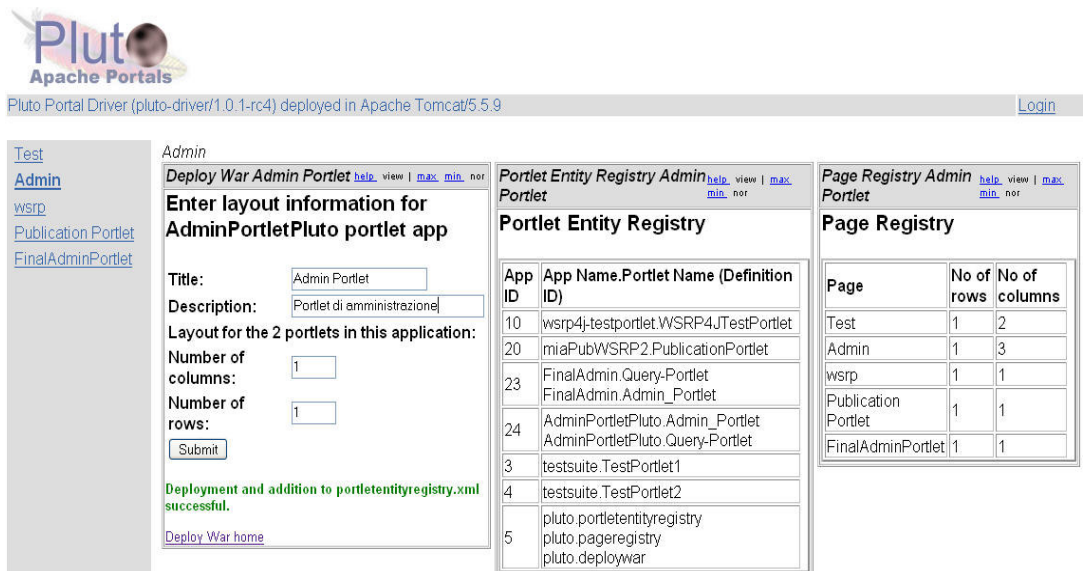 Pluto
Apache Portals
Pluto Portal Driver (pluto-driver/1.0.1-rc4) deployed in Apache Tomcat/5.5.9
Login
Test
Admin
wsrp
Publication Portlet
FinalAdminPortlet
Admin
Deploy War Admin Portlet help view | max min nor
Enter layout information for
AdminPortletPluto portlet app
Title: Admin Portlet
Description: Portlet di amministrazione
Layout for the 2 portlets in this application:
Number of
columns: 1
Number of
rows: 1
Submit
Deployment and addition to portletentityregistry.xml
successful.
Deploy War home
Portlet Entity Registry Admin help view | max
Portlet min nor
Portlet Entity Registry
App App Name.Portlet Name (Definition
ID ID)
10 wsrp4j-testportlet.WSRP4JTestPortlet
20 miaPubWSRP2.PublicationPortlet
23 FinalAdmin.Query-Portlet
FinalAdmin.Admin_Portlet
24 AdminPortletPluto.Admin_Portlet
AdminPortletPluto.Query-Portlet
3 testsuite.TestPortlet1
4 testsuite.TestPortlet2
5 pluto.portletentityregistry
pluto.pageregistry
pluto.deploywar
Page Registry Admin help view | max
Portlet min nor
Page Registry
Page No of No of
rows columns
Test 1 2
Admin 1 3
wsrp 1 1
Publication
Portlet 1 1
FinalAdminPortlet 1 1